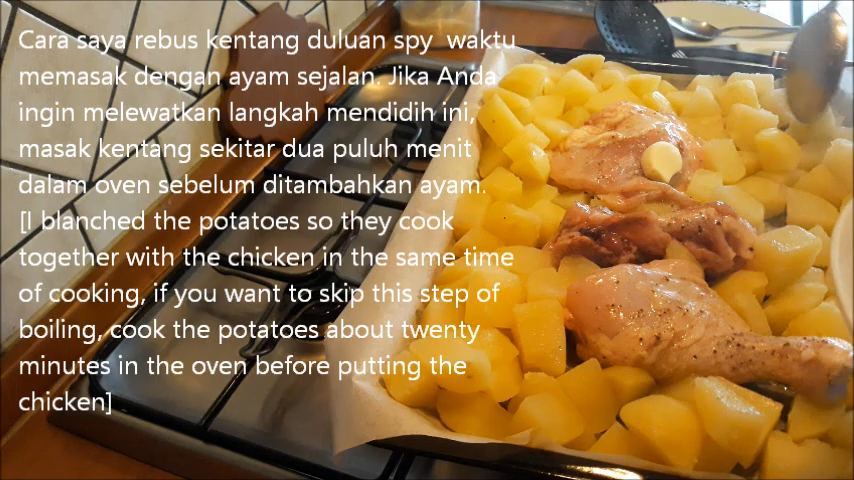 Cara saya rebus kentang duluan spy waktu
memasak dengan ayam sejalan. Jika Anda
ingin melewatkan langkah mendidih ini,
masak kentang sekitar dua puluh menit
dalam oven sebelum ditambahkan ayam.
[I blanched the potatoes so they cook
together with the chicken in the same time
of cooking, if you want to skip this step of
boiling, cook the potatoes about twenty
minutes in the oven before putting the
chicken]